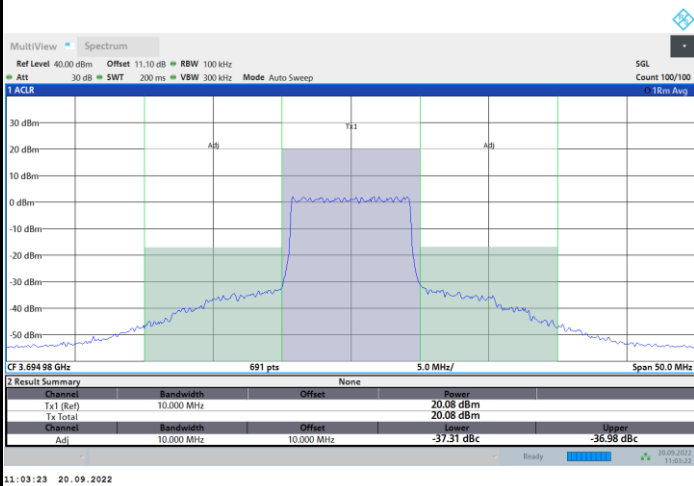 MultiView Spectrum
Ref Level 40.00 dBm Offset 11.10 dB RBW 100 kHz SGL
Att 30 dB SWT 200 ms VBW 300 kHz Mode Auto Sweep Count 100/100
1 ACLR 1Rm Avg
30 dBm
Tx1
20 dBm
Adj Adj
10 dBm
0 dBm
-10 dBm
-20 dBm
-30 dBm
-40 dBm
-50 dBm
CF 3.694 98 GHz 691 pts 5.0 MHz/ Span 50.0 MHz
2 Result Summary None
Channel Bandwidth Offset Power
Tx1 (Ref) 10.000 MHz 20.08 dBm
Tx Total 20.08 dBm
Channel Bandwidth Offset Lower Upper
Adj 10.000 MHz 10.000 MHz -37.31 dBc -36.98 dBc
Ready 20.09.2022
11:03:22
11:03:23 20.09.2022